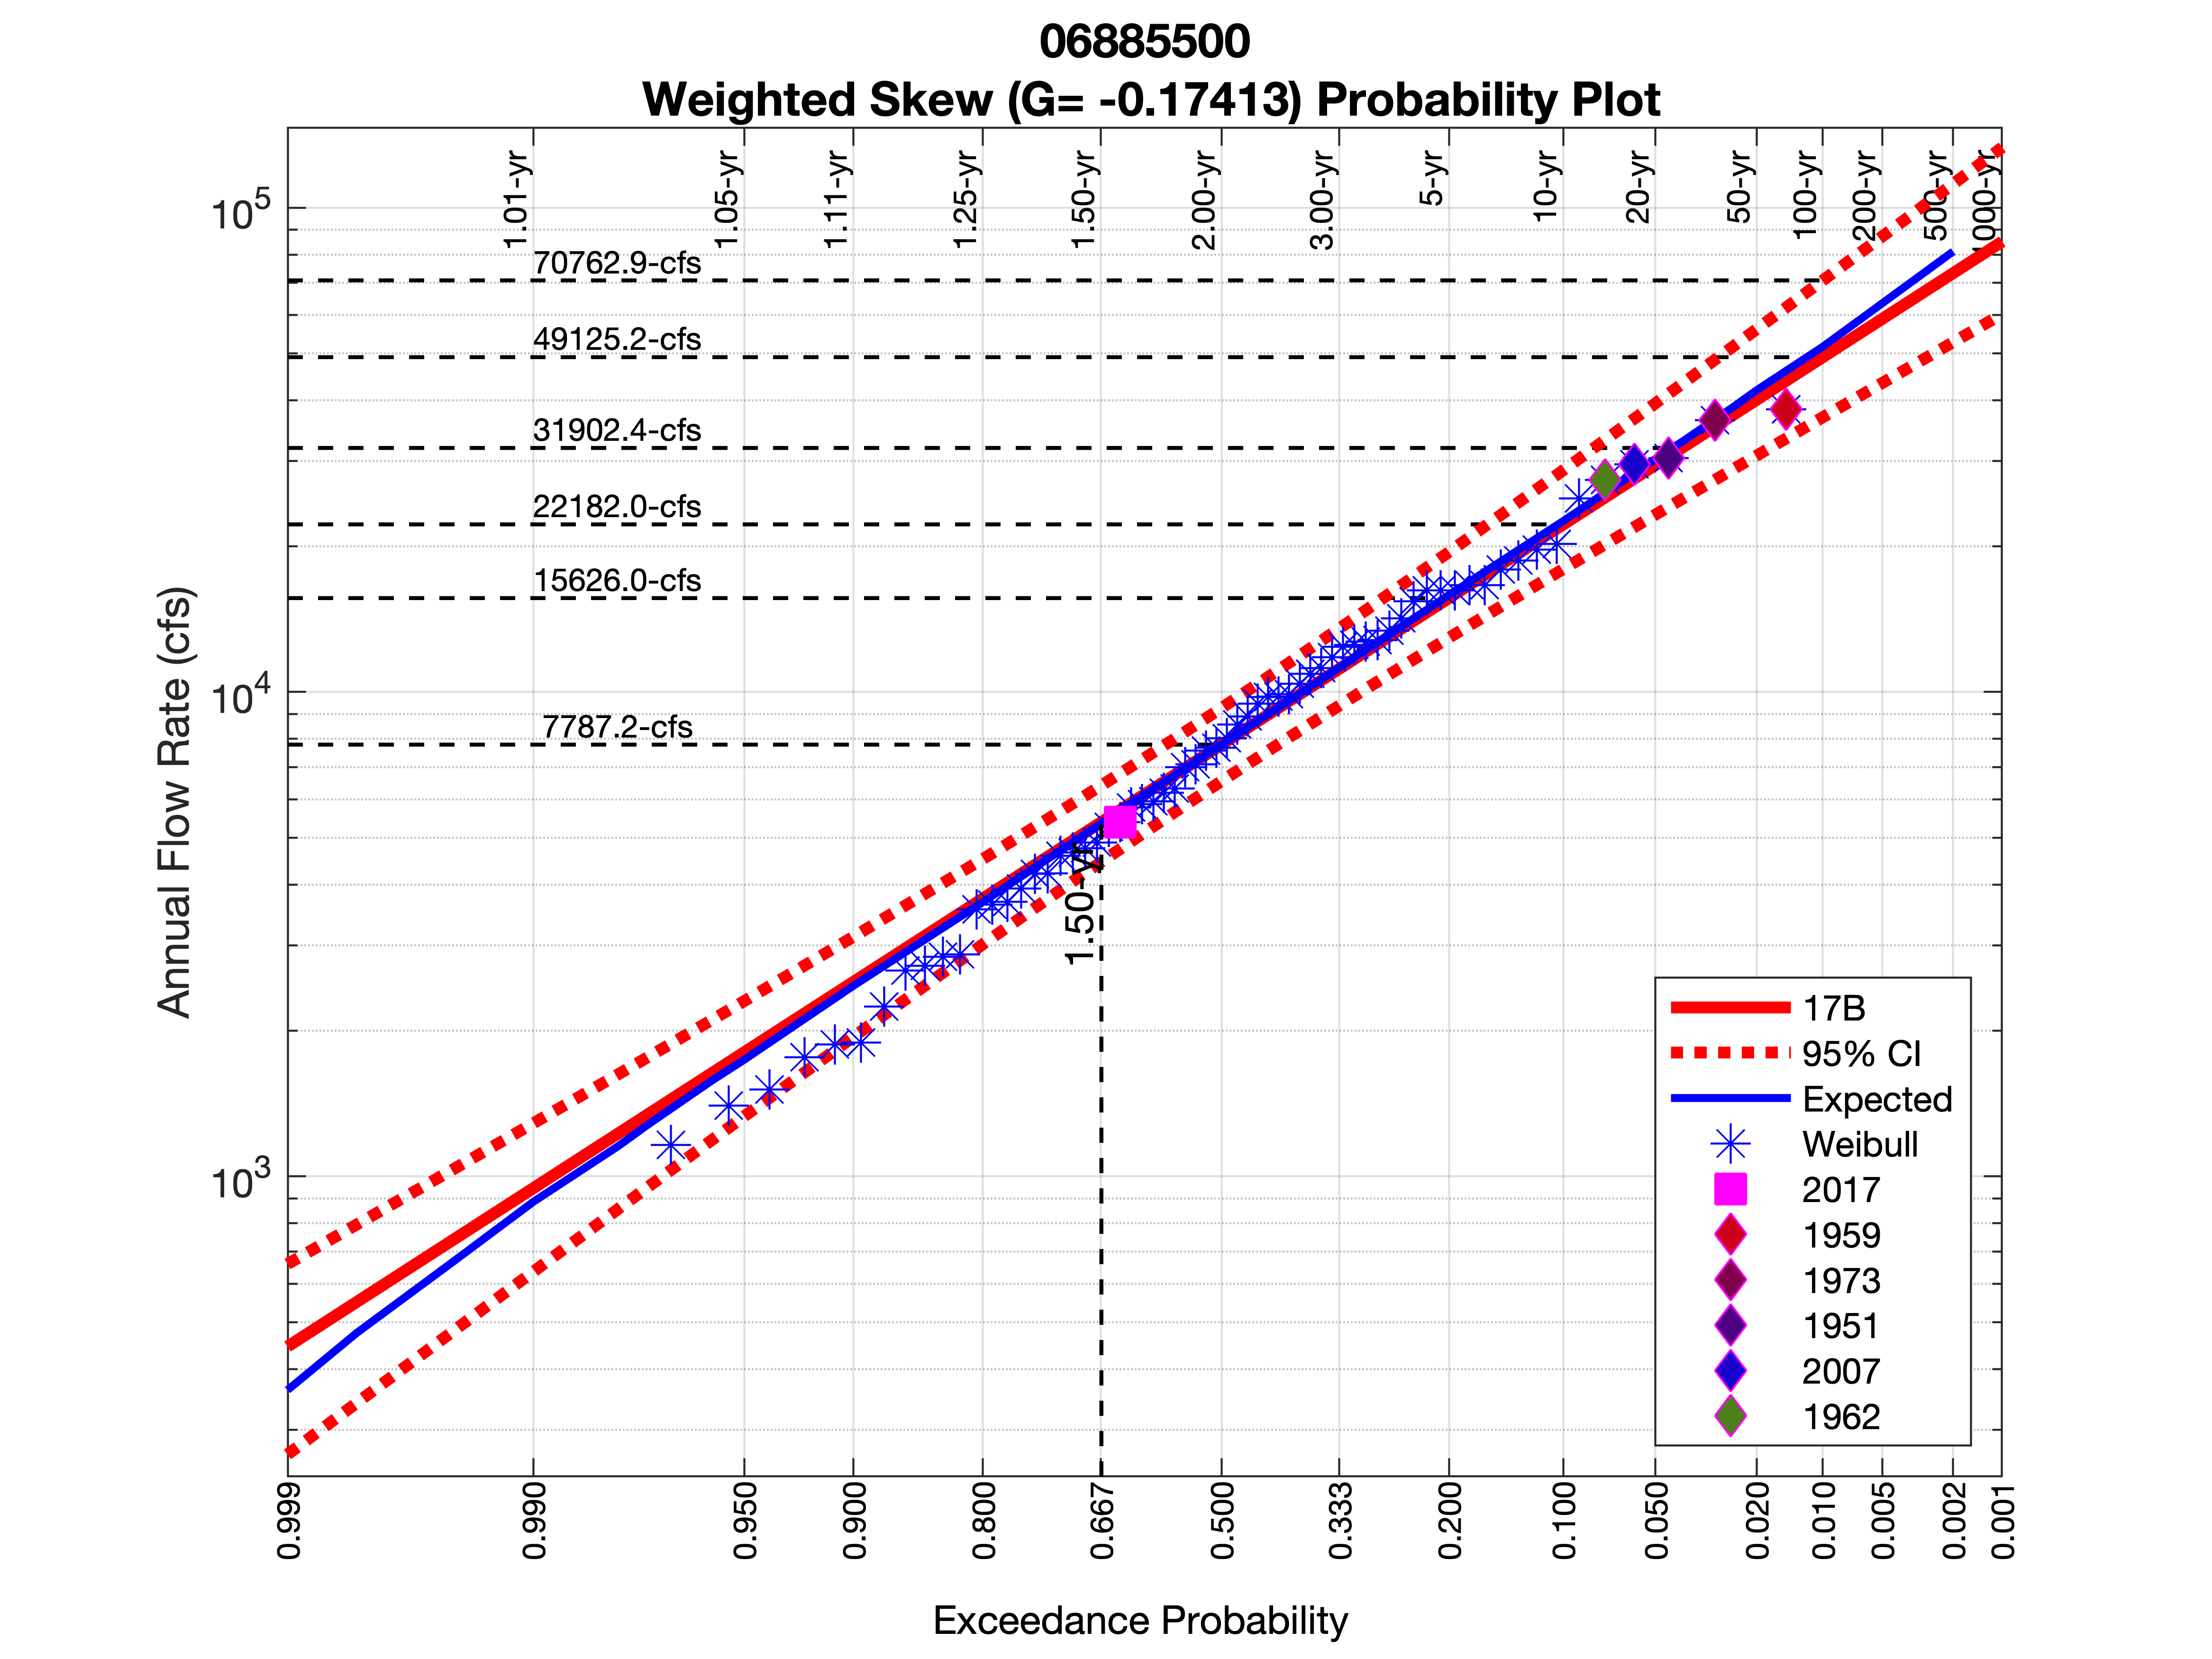 06885500
Weighted Skew (G= -0.17413) Probability Plot
1.01-yr
1.05-yr
1.11-yr
1.25-yr
1.50-yr
2.00-yr
3.00-yr
5-yr
10-yr
20-yr
50-yr
100-yr
200-yr
500-yr
1000-yr
10^5
10^4
10^3
Annual Flow Rate (cfs)
70762.9-cfs
49125.2-cfs
31902.4-cfs
22182.0-cfs
15626.0-cfs
7787.2-cfs
1.50-yr
17B
95% CI
Expected
Weibull
2017
1959
1973
1951
2007
1962
0.999
0.990
0.950
0.900
0.800
0.667
0.500
0.333
0.200
0.100
0.050
0.020
0.010
0.005
0.002
0.001
Exceedance Probability